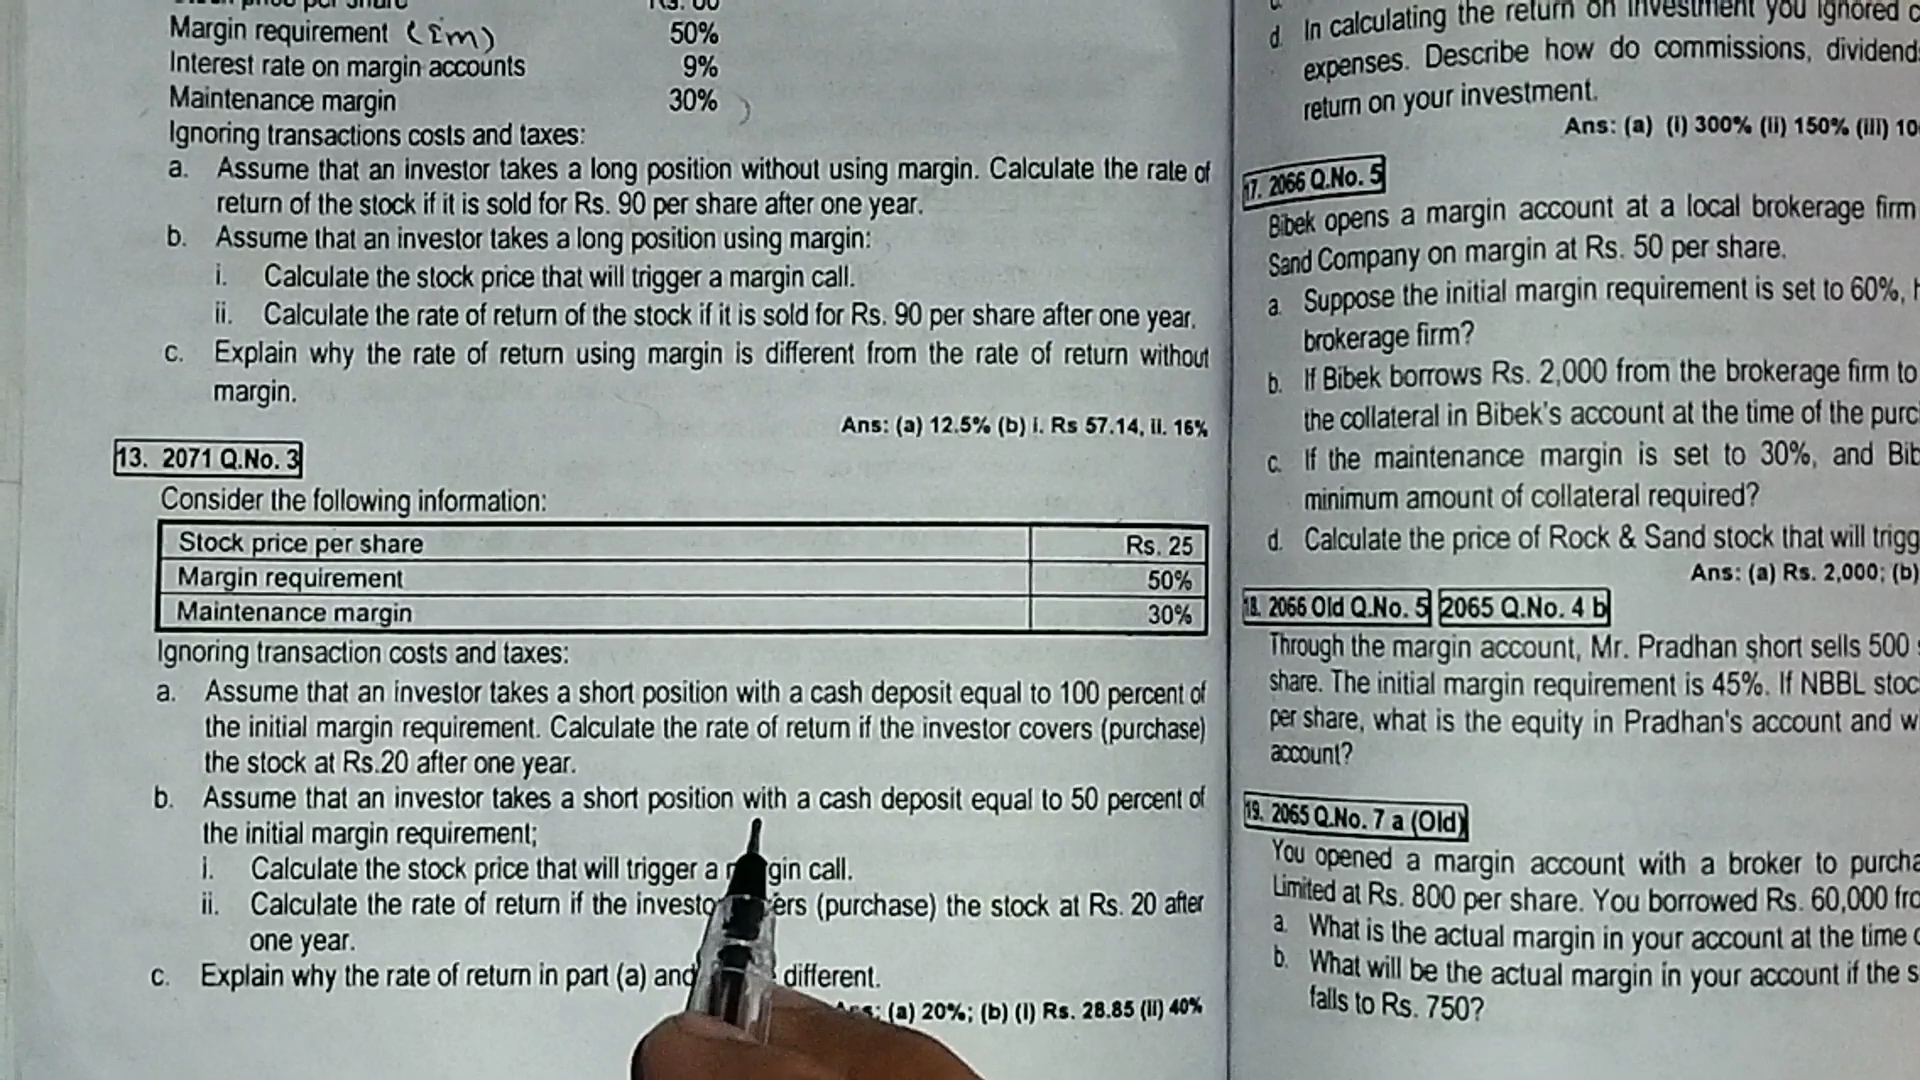 Margin requirement (im) 50%
Interest rate on margin accounts 9%
Maintenance margin 30%
Ignoring transactions costs and taxes:
a. Assume that an investor takes a long position without using margin. Calculate the rate of
return of the stock if it is sold for Rs. 90 per share after one year.
b. Assume that an investor takes a long position using margin:
i. Calculate the stock price that will trigger a margin call.
ii. Calculate the rate of return of the stock if it is sold for Rs. 90 per share after one year.
c. Explain why the rate of return using margin is different from the rate of return without
margin.
Ans: (a) 12.5% (b) i. Rs 57.14, ii. 16%
13. 2071 Q.No. 3
Consider the following information:
Stock price per share Rs. 25
Margin requirement 50%
Maintenance margin 30%
Ignoring transaction costs and taxes:
a. Assume that an investor takes a short position with a cash deposit equal to 100 percent of
the initial margin requirement. Calculate the rate of return if the investor covers (purchase)
the stock at Rs.20 after one year.
b. Assume that an investor takes a short position with a cash deposit equal to 50 percent of
the initial margin requirement;
i. Calculate the stock price that will trigger a gin call.
ii. Calculate the rate of return if the investo ers (purchase) the stock at Rs. 20 after
one year.
c. Explain why the rate of return in part (a) and different.
(a) 20%; (b) (i) Rs. 28.85 (ii) 40%
d. In calculating the return on investment you ignored c
expenses. Describe how do commissions, dividend
return on your investment.
Ans: (a) (i) 300% (ii) 150% (iii) 10
17. 2066 Q.No. 5
Bibek opens a margin account at a local brokerage firm
Sand Company on margin at Rs. 50 per share.
a. Suppose the initial margin requirement is set to 60%, h
brokerage firm?
b. If Bibek borrows Rs. 2,000 from the brokerage firm to
the collateral in Bibek's account at the time of the purc
c. If the maintenance margin is set to 30%, and Bib
minimum amount of collateral required?
d. Calculate the price of Rock & Sand stock that will trigg
Ans: (a) Rs. 2,000; (b)
18. 2066 Old Q.No. 5 2065 Q.No. 4 b
Through the margin account, Mr. Pradhan short sells 500
share. The initial margin requirement is 45%. If NBBL stoc
per share, what is the equity in Pradhan's account and w
account?
19. 2065 Q.No. 7 a (Old)
You opened a margin account with a broker to purcha
Limited at Rs. 800 per share. You borrowed Rs. 60,000 fro
a. What is the actual margin in your account at the time
b. What will be the actual margin in your account if the s
falls to Rs. 750?